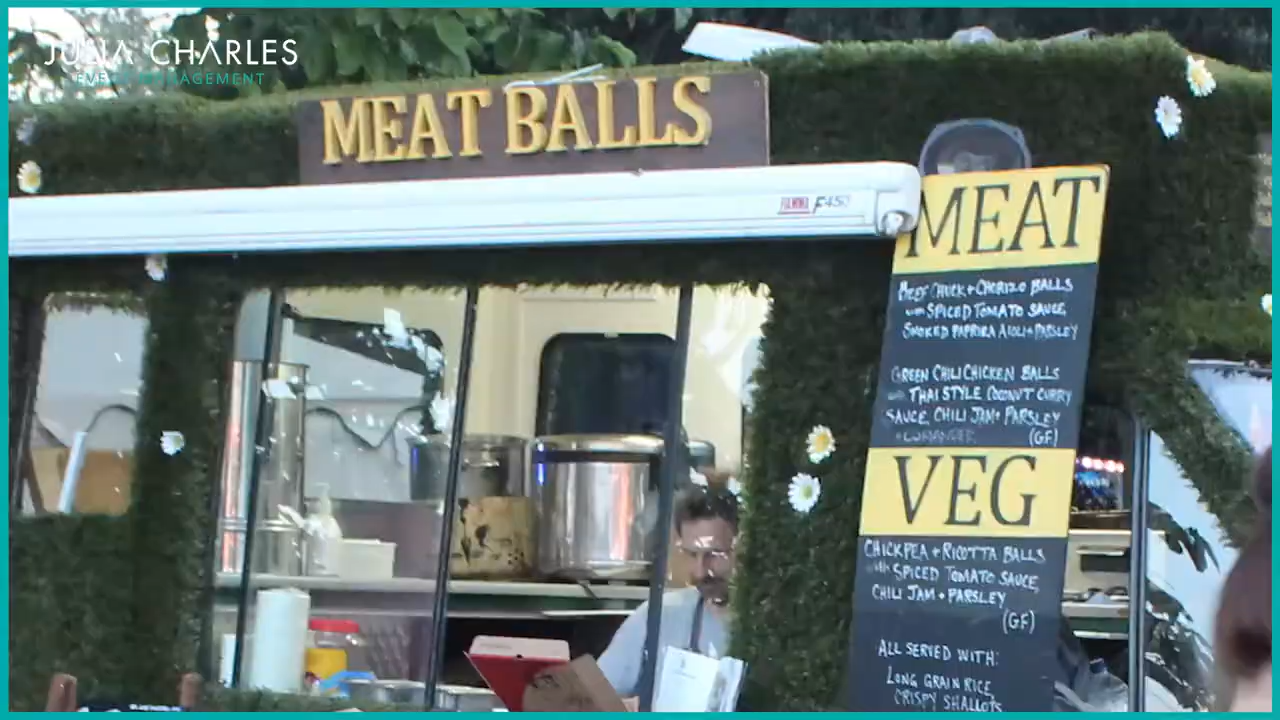 JULIA CHARLES
EVENT MANAGEMENT
MEAT BALLS
FIAMMA F45S
MEAT
BEEF CHUCK + CHORIZO BALLS
with SPICED TOMATO SAUCE,
SMOKED PAPRIKA AIOLI + PARSLEY
GREEN CHILI CHICKEN BALLS
with THAI STYLE COCONUT CURRY
SAUCE, CHILI JAM + PARSLEY
(GF)
VEG
CHICKPEA + RICOTTA BALLS
with SPICED TOMATO SAUCE,
CHILI JAM + PARSLEY
(GF)
ALL SERVED WITH:
LONG GRAIN RICE,
CRISPY SHALLOTS